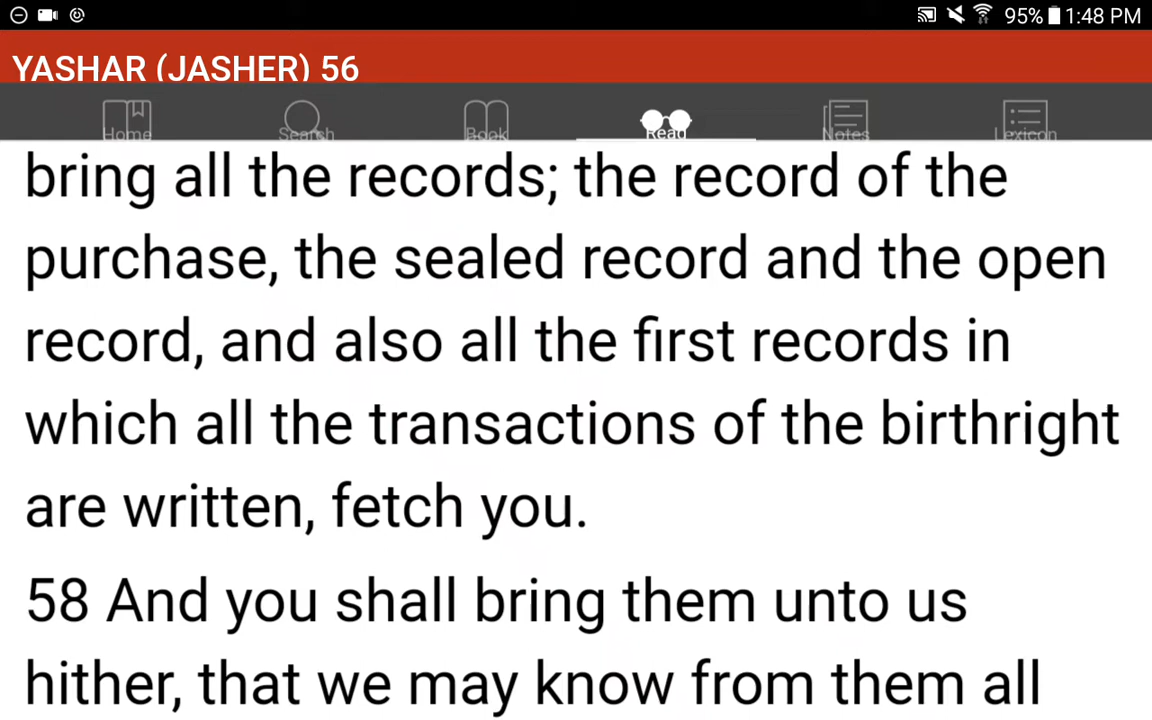 95% 1:48 PM
YASHAR (JASHER) 56
Home Search Book Read Notes Lexicon
bring all the records; the record of the
purchase, the sealed record and the open
record, and also all the first records in
which all the transactions of the birthright
are written, fetch you.
58 And you shall bring them unto us
hither, that we may know from them all